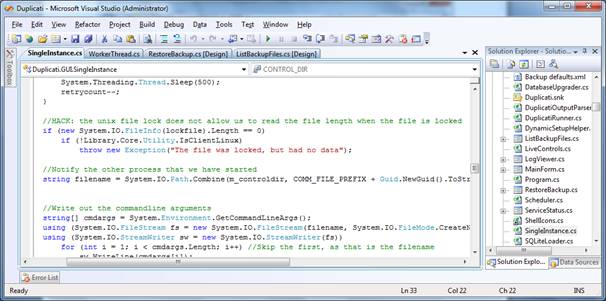 Duplicati - Microsoft Visual Studio (Administrator)
File Edit View Refactor Project Build Debug Data Tools Test Window Help
SingleInstance.cs WorkerThread.cs RestoreBackup.cs [Design] ListBackupFiles.cs [Design]
Duplicati.GUI.SingleInstance CONTROL_DIR
System.Threading.Thread.Sleep(500);
retrycount--;
}
//HACK: the unix file lock does not allow us to read the file length when the file is locked
if (new System.IO.FileInfo(lockfile).Length == 0)
if (!Library.Core.Utility.IsClientLinux)
throw new Exception("The file was locked, but had no data");
//Notify the other process that we have started
string filename = System.IO.Path.Combine(m_controldir, COMM_FILE_PREFIX + Guid.NewGuid().ToStr
//Write out the commandline arguments
string[] cmdargs = System.Environment.GetCommandLineArgs();
using (System.IO.FileStream fs = new System.IO.FileStream(filename, System.IO.FileMode.CreateN
using (System.IO.StreamWriter sw = new System.IO.StreamWriter(fs))
for (int i = 1; i < cmdargs.Length; i++) //Skip the first, as that is the filename
sw.WriteLine(cmdargs[i]);
Toolbox
Solution Explorer - Solutio...
Backup defaults.xml
DatabaseUpgrader.cs
Duplicati.snk
DuplicatiOutputParser
DuplicatiRunner.cs
DynamicSetupHelper.
ListBackupFiles.cs
LiveControls.cs
LogViewer.cs
MainForm.cs
Program.cs
RestoreBackup.cs
Scheduler.cs
ServiceStatus.cs
ShellIcons.cs
SingleInstance.cs
SQLiteLoader.cs
Solution Explo... Data Sources
Error List
Ready Ln 33 Col 22 Ch 22 INS